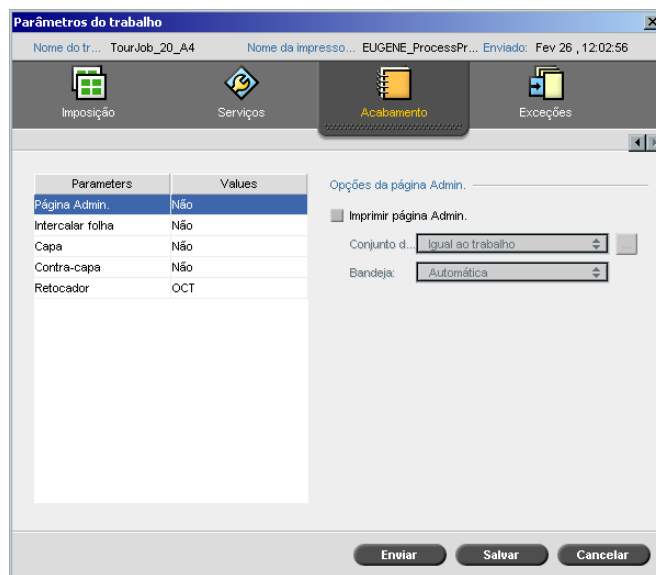 Parâmetros do trabalho
Nome do tr... TourJob_20_A4 Nome da impresso... EUGENE_ProcessPr... Enviado: Fev 26 , 12:02:56
Imposição Serviços Acabamento Exceções
Parameters Values
Página Admin. Não
Intercalar folha Não
Capa Não
Contra-capa Não
Retocador OCT
Opções da página Admin.
Imprimir página Admin.
Conjunto d... Igual ao trabalho ...
Bandeja: Automática
Enviar Salvar Cancelar